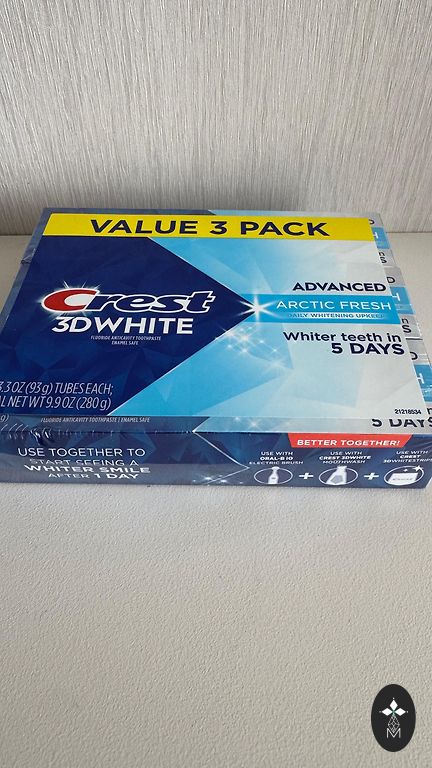 VALUE 3 PACK
Crest
3DWHITE
FLUORIDE ANTICAVITY TOOTHPASTE
ENAMEL SAFE
ADVANCED
ARCTIC FRESH
DAILY WHITENING UPKEEP
Whiter teeth in
5 DAYS
3.3 OZ (93 g) TUBES EACH;
NET WT 9.9 OZ (280 g)
21218534
FLUORIDE ANTICAVITY TOOTHPASTE | ENAMEL SAFE
5 DAYS
BETTER TOGETHER!
USE TOGETHER TO
START SEEING A
WHITER SMILE
AFTER 1 DAY
USE WITH
ORAL-B iO
ELECTRIC BRUSH
+
USE WITH
CREST 3DWHITE
MOUTHWASH
+
USE WITH
CREST
3DWHITESTRIPS
M